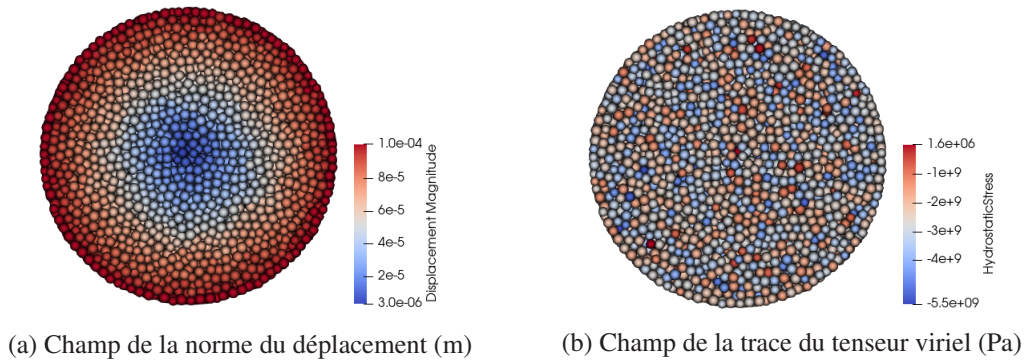 1.0e-04
8e-5
6e-5
4e-5
2e-5
3.0e-06
Displacement Magnitude
1.6e+06
-1e+9
-2e+9
-4e+9
-5.5e+09
HydrostaticStress
(a) Champ de la norme du déplacement (m)
(b) Champ de la trace du tenseur viriel (Pa)